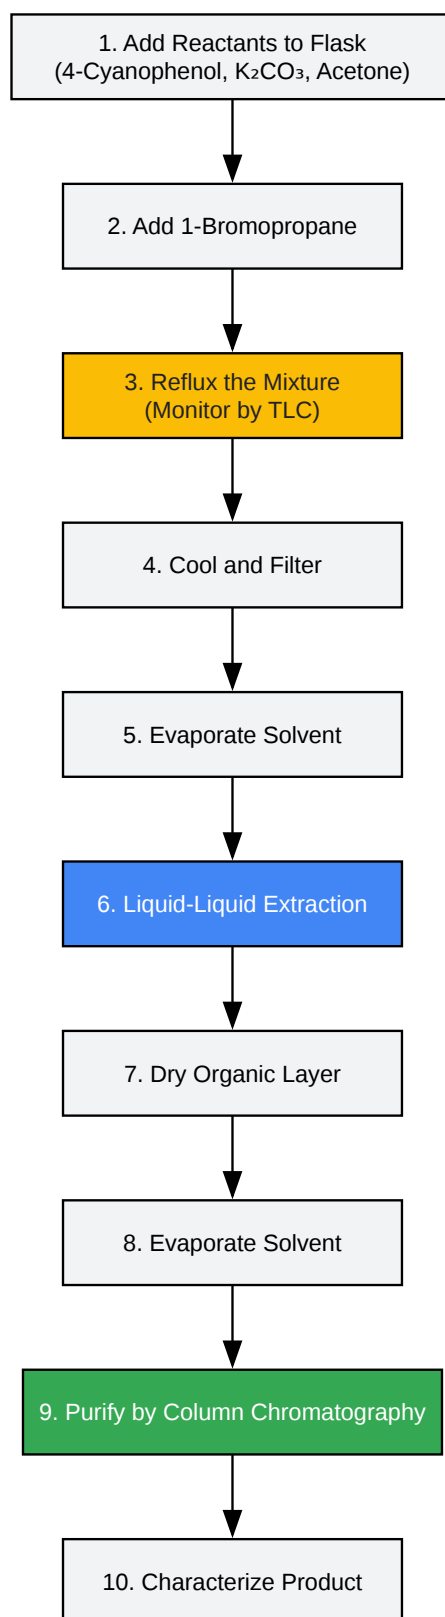 1. Add Reactants to Flask
(4-Cyanophenol, K₂CO₃, Acetone)
2. Add 1-Bromopropane
3. Reflux the Mixture
(Monitor by TLC)
4. Cool and Filter
5. Evaporate Solvent
6. Liquid-Liquid Extraction
7. Dry Organic Layer
8. Evaporate Solvent
9. Purify by Column Chromatography
10. Characterize Product